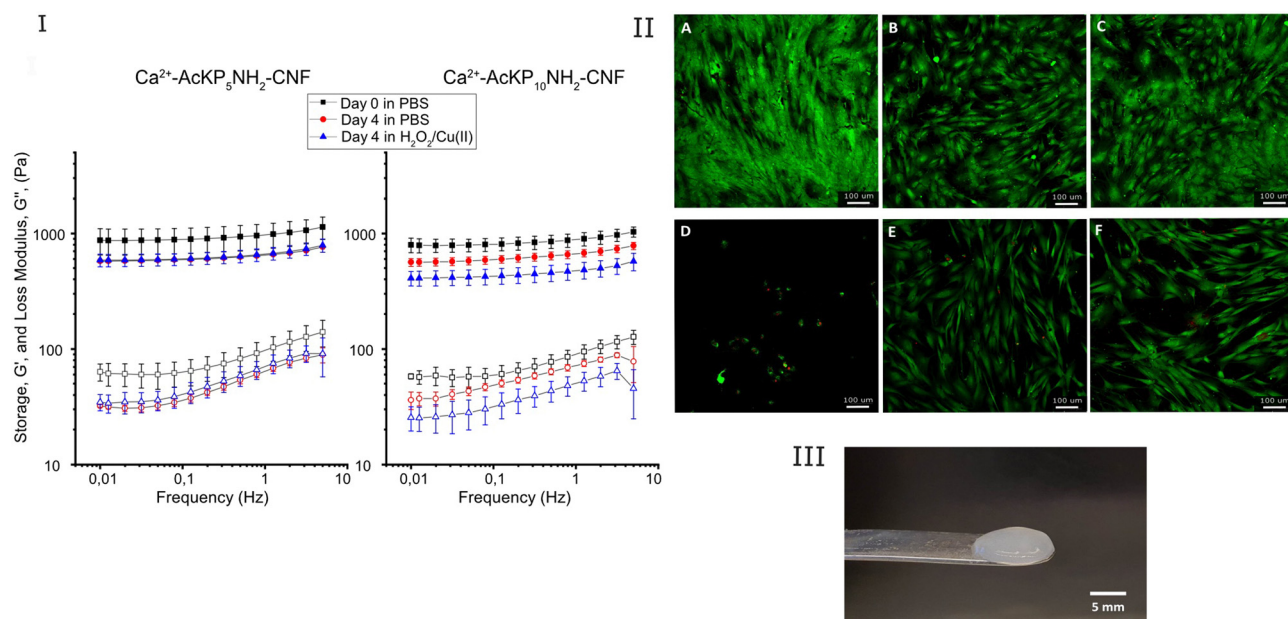 I
Ca²⁺-AcKP₅NH₂-CNF
Ca²⁺-AcKP₁₀NH₂-CNF
Day 0 in PBS
Day 4 in PBS
Day 4 in H₂O₂/Cu(II)
Storage, G', and Loss Modulus, G'', (Pa)
1000
100
10
0,01
0,1
1
10
Frequency (Hz)
1000
100
10
0,01
0,1
1
10
Frequency (Hz)
II
A
100 um
B
100 um
C
100 um
D
100 um
E
100 um
F
100 um
III
5 mm